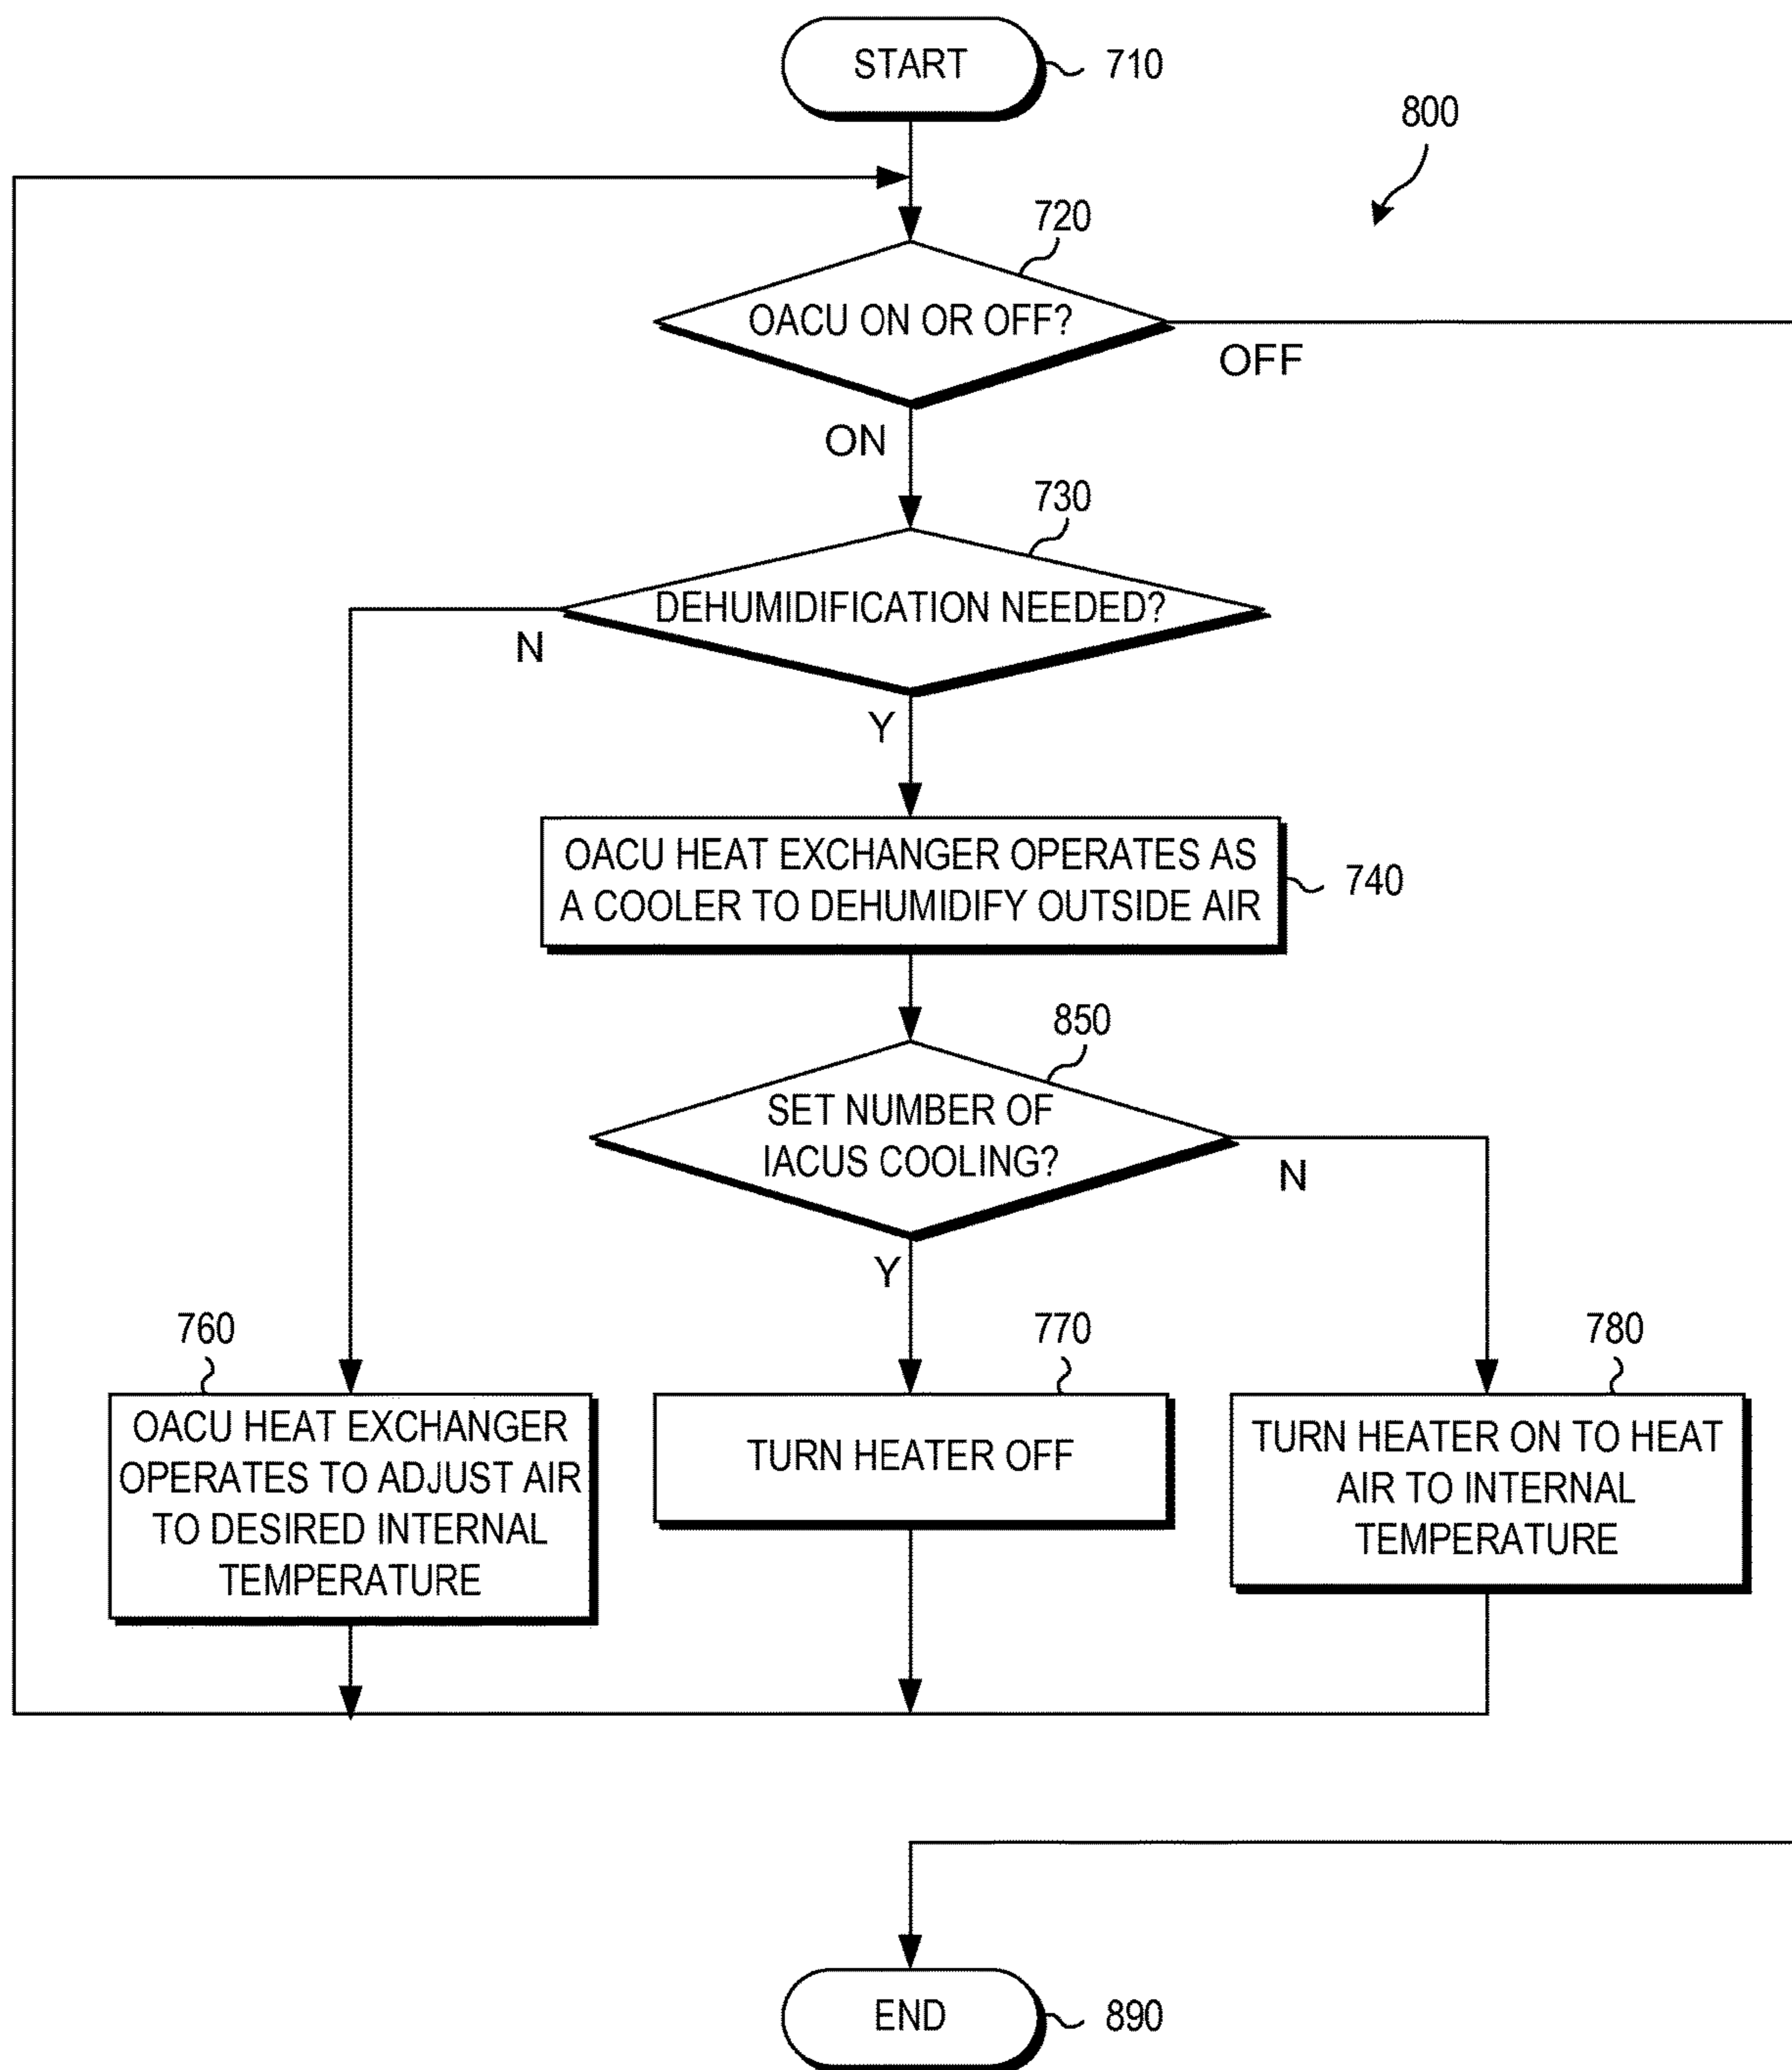 START
710
800
720
OACU ON OR OFF?
OFF
ON
730
DEHUMIDIFICATION NEEDED?
N
Y
OACU HEAT EXCHANGER OPERATES AS
A COOLER TO DEHUMIDIFY OUTSIDE AIR
740
850
SET NUMBER OF
IACUS COOLING?
N
Y
760
770
780
OACU HEAT EXCHANGER
OPERATES TO ADJUST AIR
TO DESIRED INTERNAL
TEMPERATURE
TURN HEATER OFF
TURN HEATER ON TO HEAT
AIR TO INTERNAL
TEMPERATURE
END
890